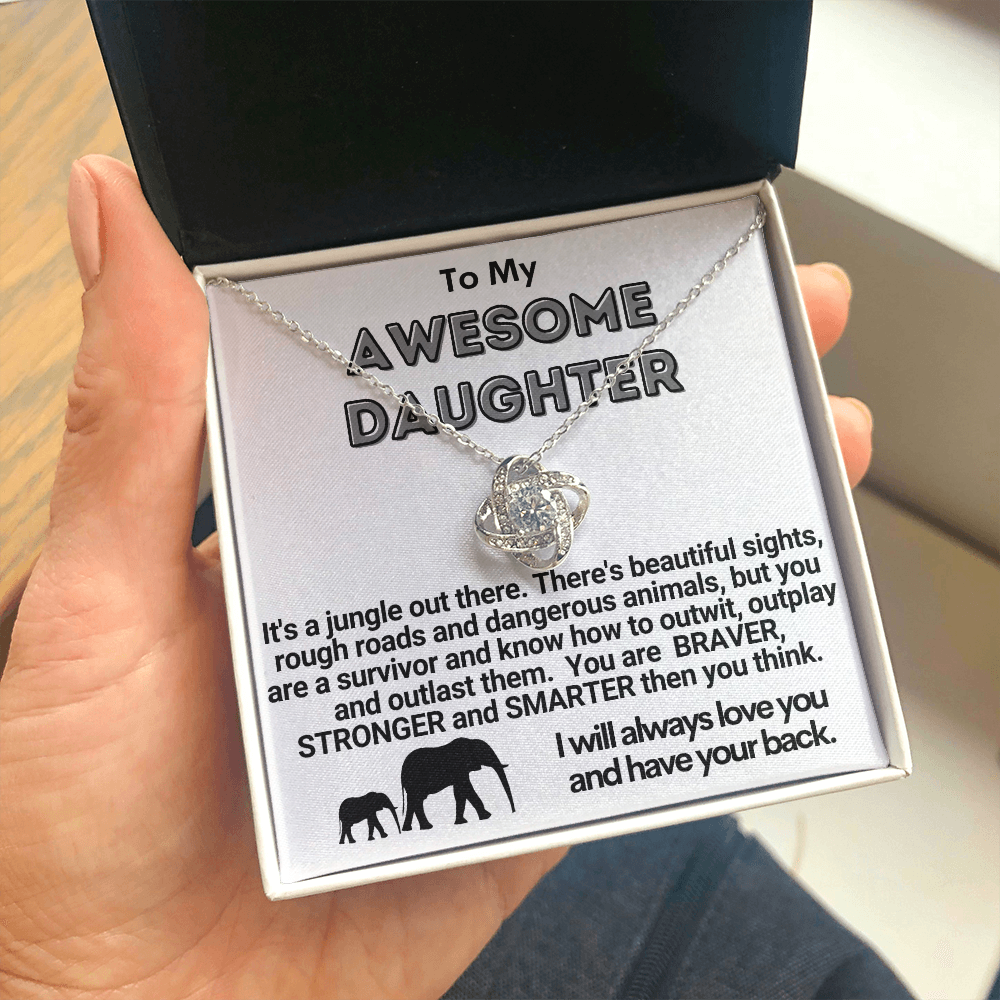 To My
AWESOME
DAUGHTER
It's a jungle out there. There's beautiful sights,
rough roads and dangerous animals, but you
are a survivor and know how to outwit, outplay
and outlast them. You are BRAVER,
STRONGER and SMARTER then you think.
I will always love you
and have your back.